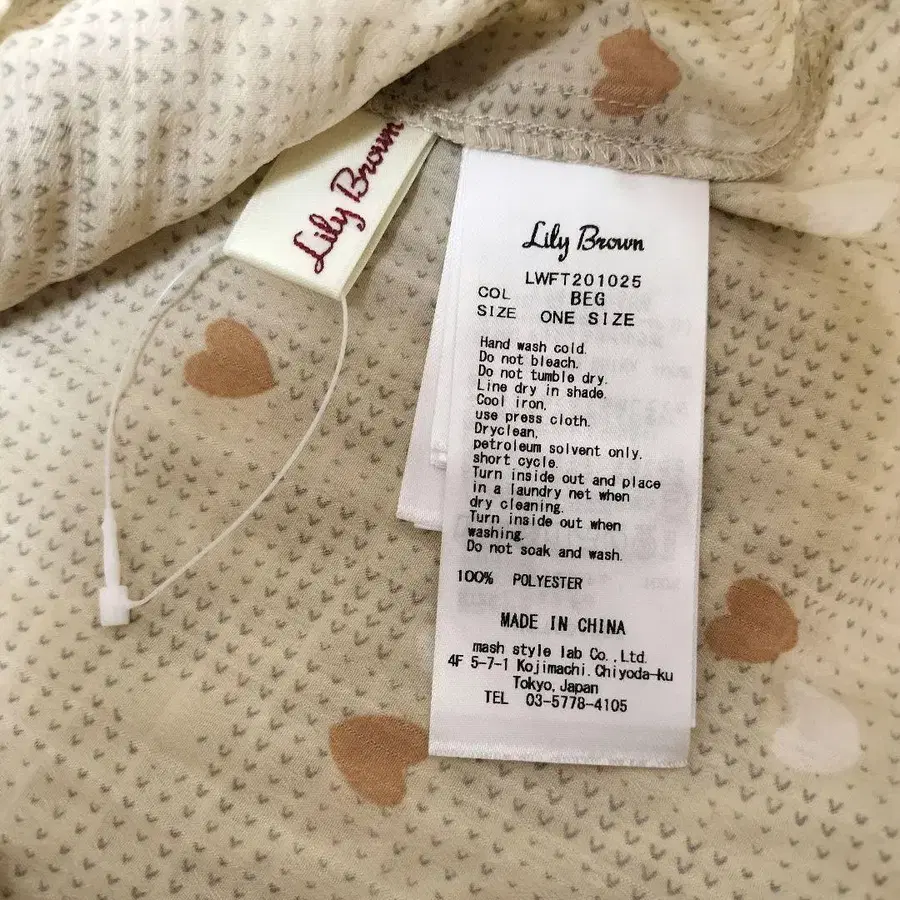 Lily Brown
Lily Brown
LWFT201025
COL BEG
SIZE ONE SIZE
Hand wash cold.
Do not bleach.
Do not tumble dry.
Line dry in shade.
Cool iron,
use press cloth.
Dryclean,
petroleum solvent only,
short cycle.
Turn inside out and place
in a laundry net when
dry cleaning.
Turn inside out when
washing.
Do not soak and wash.
100% POLYESTER
MADE IN CHINA
mash style lab Co.,Ltd.
4F 5-7-1 Kojimachi.Chiyoda-ku
Tokyo,Japan
TEL 03-5778-4105